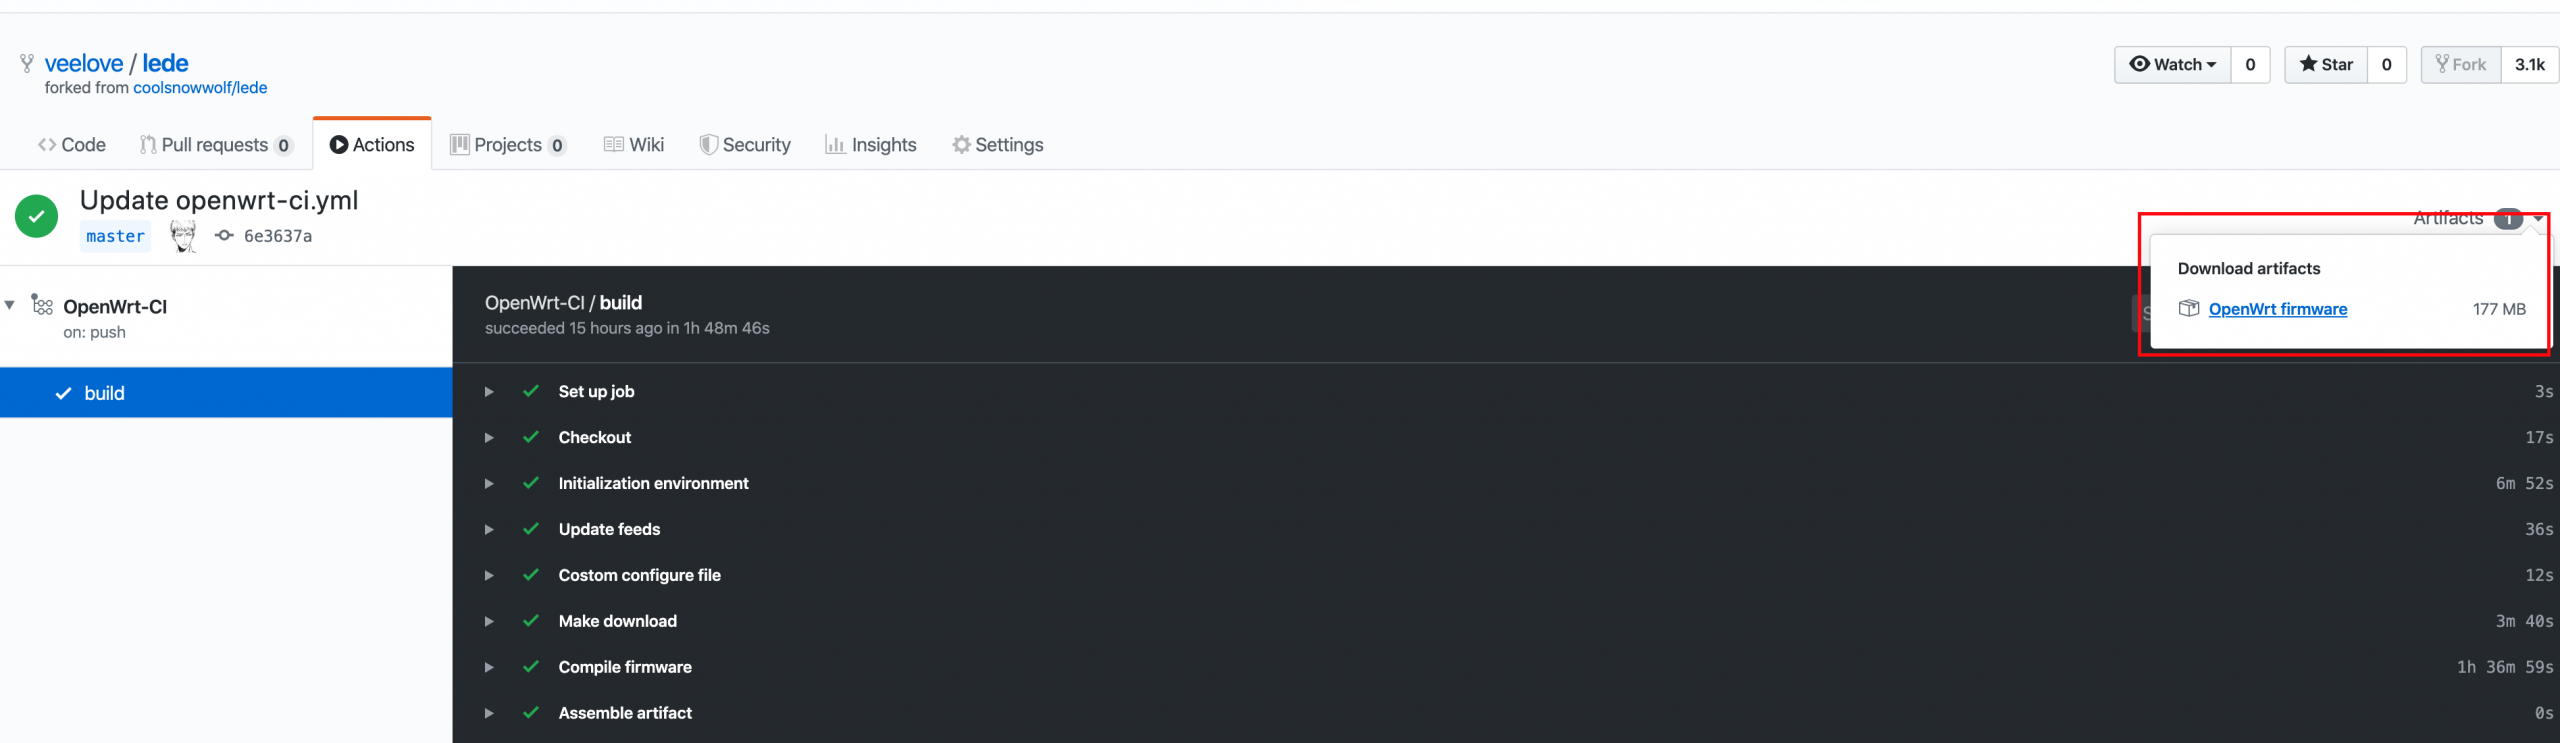 veelove / lede
forked from coolsnowwolf/lede
Watch 0 Star 0 Fork 3.1k
Code Pull requests 0 Actions Projects 0 Wiki Security Insights Settings
Update openwrt-ci.yml
master 6e3637a
Artifacts 1
Download artifacts
OpenWrt firmware 177 MB
OpenWrt-CI
on: push
build
OpenWrt-CI / build
succeeded 15 hours ago in 1h 48m 46s
Set up job 3s
Checkout 17s
Initialization environment 6m 52s
Update feeds 36s
Costom configure file 12s
Make download 3m 40s
Compile firmware 1h 36m 59s
Assemble artifact 0s